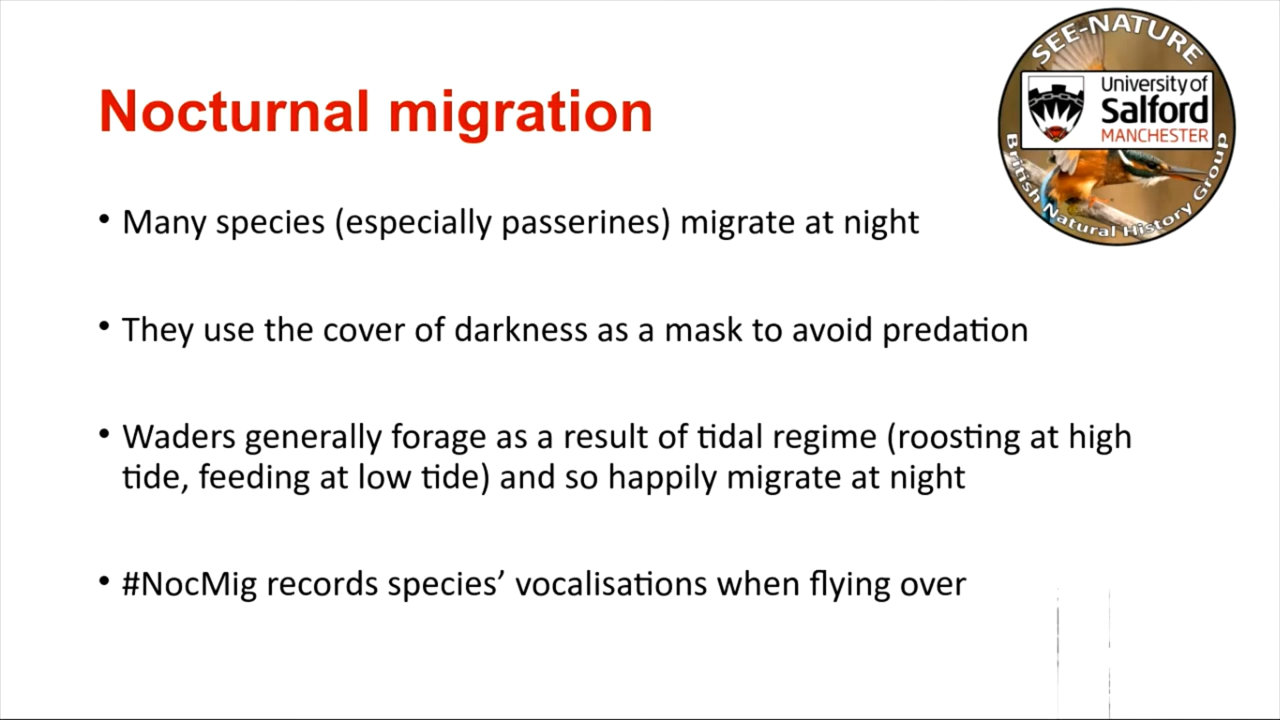 SEE-NATURE
University of
Salford
MANCHESTER
British Natural History Group
Nocturnal migration
• Many species (especially passerines) migrate at night
• They use the cover of darkness as a mask to avoid predation
• Waders generally forage as a result of tidal regime (roosting at high
tide, feeding at low tide) and so happily migrate at night
• #NocMig records species’ vocalisations when flying over